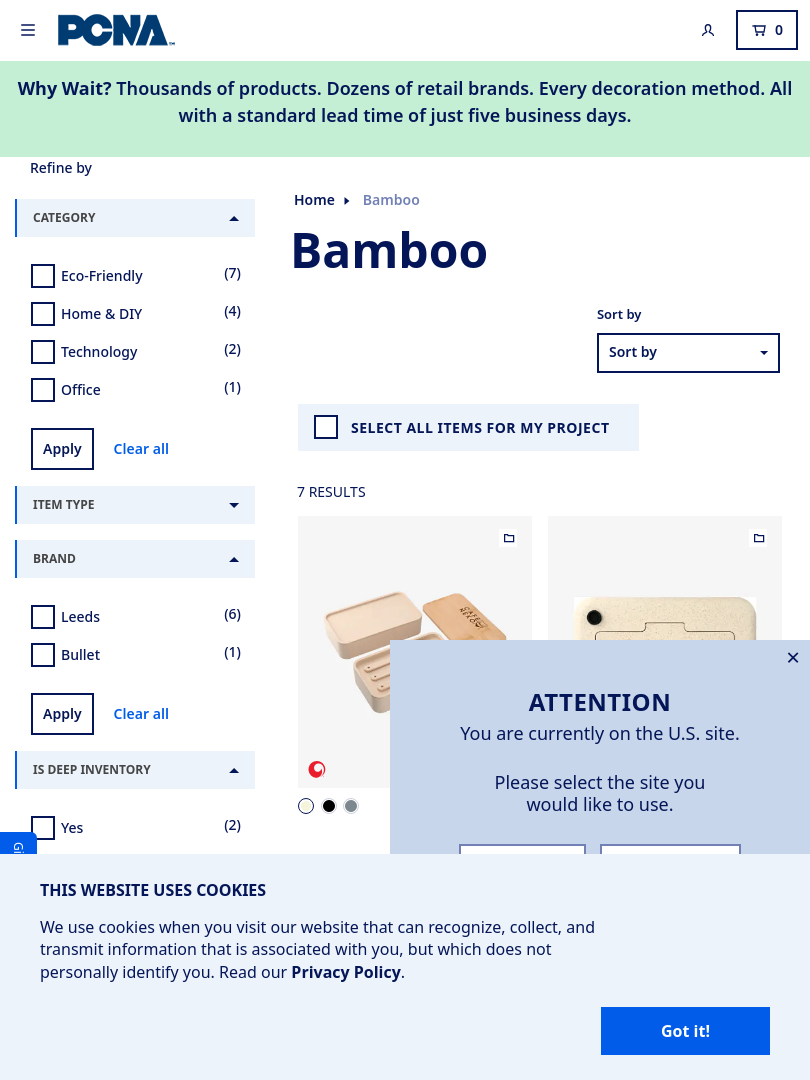 PCNA
0
Why Wait? Thousands of products. Dozens of retail brands. Every decoration method. All
with a standard lead time of just five business days.
Refine by
CATEGORY
Eco-Friendly (7)
Home & DIY (4)
Technology (2)
Office (1)
Apply Clear all
ITEM TYPE
BRAND
Leeds (6)
Bullet (1)
Apply Clear all
IS DEEP INVENTORY
Yes (2)
Gi
Home Bamboo
Bamboo
Sort by
Sort by
SELECT ALL ITEMS FOR MY PROJECT
7 RESULTS
ATTENTION
You are currently on the U.S. site.
Please select the site you
would like to use.
THIS WEBSITE USES COOKIES
We use cookies when you visit our website that can recognize, collect, and
transmit information that is associated with you, but which does not
personally identify you. Read our Privacy Policy.
Got it!